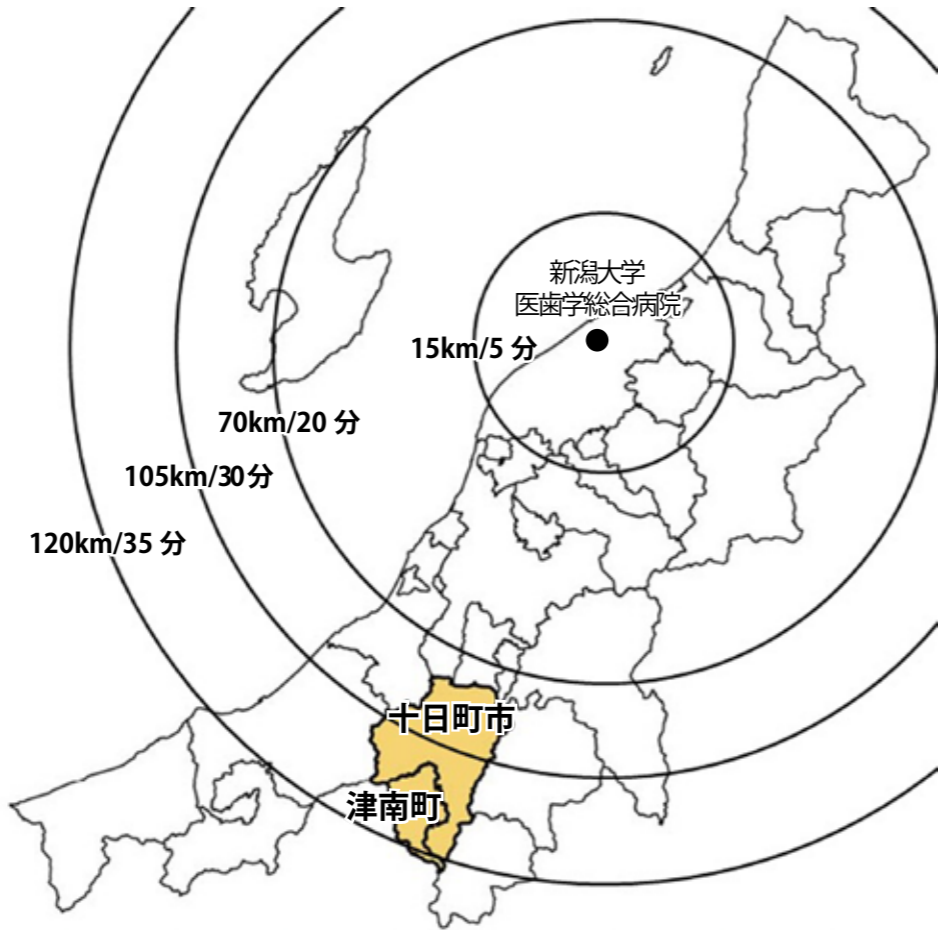 新潟大学
医歯学総合病院
15km/5 分
70km/20 分
105km/30分
120km/35 分
十日町市
津南町